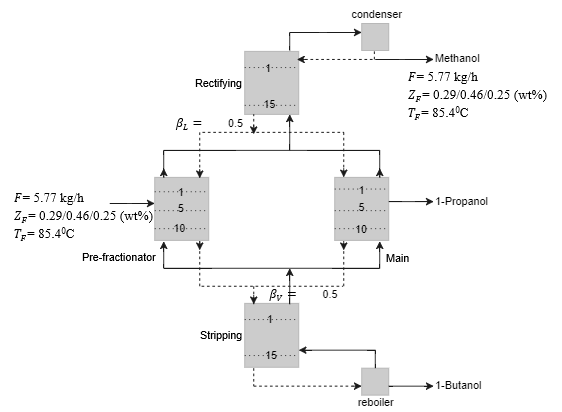 condenser
Methanol
F= 5.77 kg/h
Z_F= 0.29/0.46/0.25 (wt%)
T_F= 85.4⁰C
Rectifying
1
15
β_L = 0.5
F= 5.77 kg/h
Z_F= 0.29/0.46/0.25 (wt%)
T_F= 85.4⁰C
1
5
10
1
5
10
1-Propanol
Pre-fractionator
Main
β_V = 0.5
Stripping
1
15
1-Butanol
reboiler